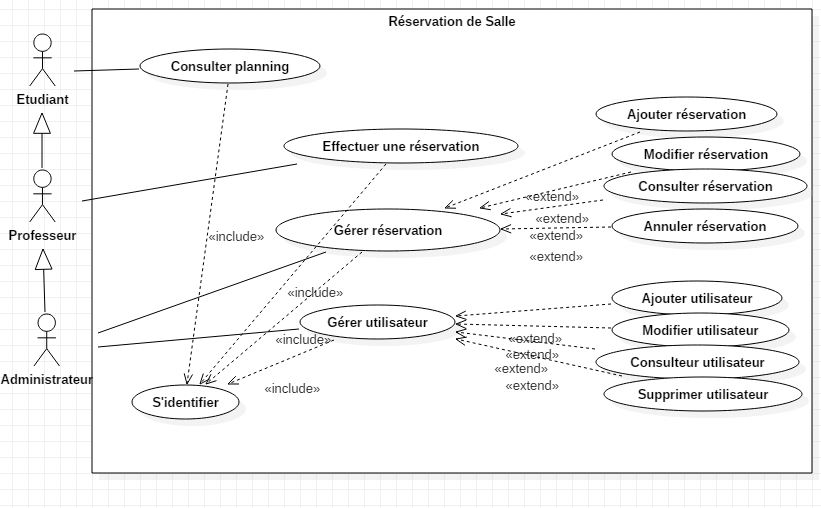 Réservation de Salle
Etudiant
Consulter planning
Ajouter réservation
Effectuer une réservation
Modifier réservation
Consulter réservation
«extend»
«extend»
Professeur
«include»
Gérer réservation
«extend»
Annuler réservation
«extend»
«include»
Ajouter utilisateur
Gérer utilisateur
Modifier utilisateur
«include»
«extend»
«extend»
Consulteur utilisateur
«extend»
Administrateur
«include»
«extend»
Supprimer utilisateur
S'identifier